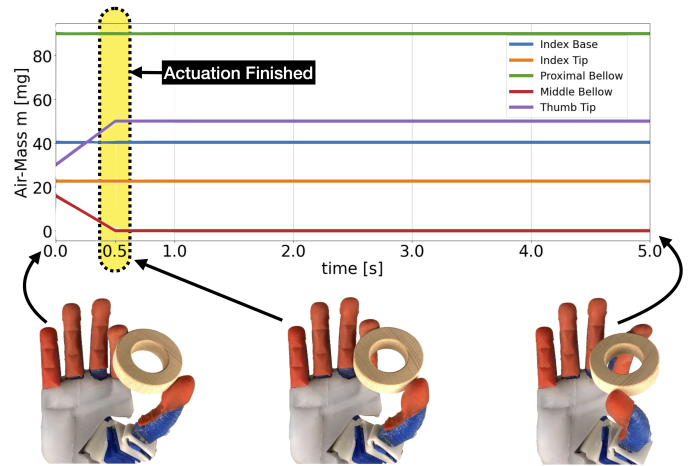 Air-Mass m [mg]
80
60
40
20
0
Actuation Finished
Index Base
Index Tip
Proximal Bellow
Middle Bellow
Thumb Tip
0.0 0.5 1.0 2.0 3.0 4.0 5.0
time [s]